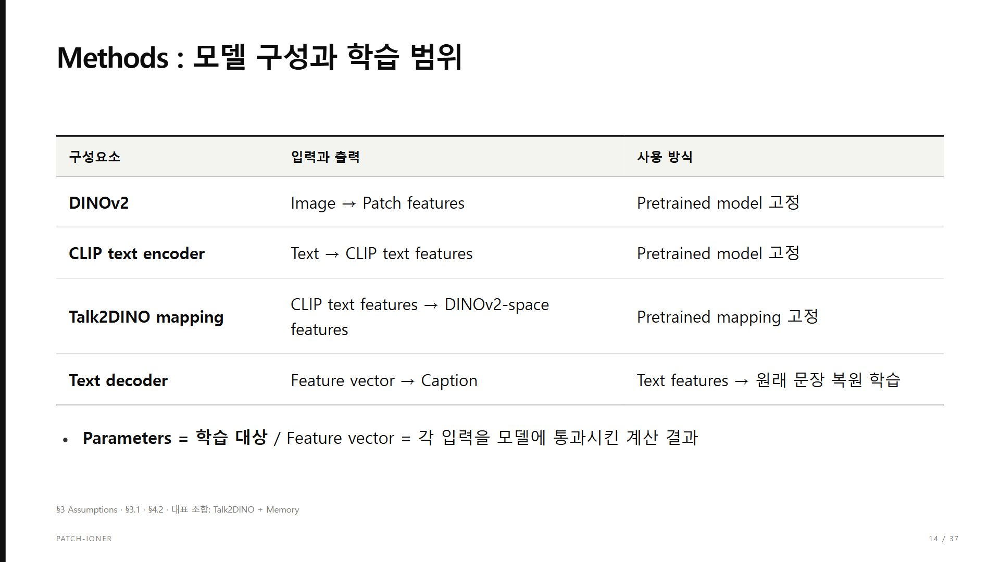 Methods : 모델 구성과 학습 범위
구성요소 입력과 출력 사용 방식
DINOv2 Image → Patch features Pretrained model 고정
CLIP text encoder Text → CLIP text features Pretrained model 고정
Talk2DINO mapping CLIP text features → DINOv2-space
features Pretrained mapping 고정
Text decoder Feature vector → Caption Text features → 원래 문장 복원 학습
• Parameters = 학습 대상 / Feature vector = 각 입력을 모델에 통과시킨 계산 결과
§3 Assumptions · §3.1 · §4.2 · 대표 조합: Talk2DINO + Memory
PATCH-IONER 14 / 37